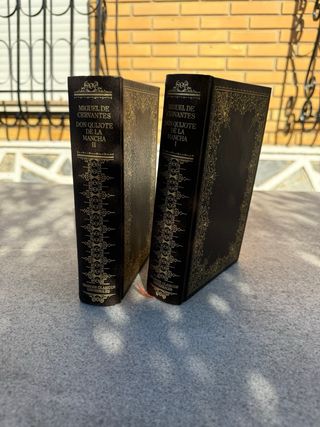 MIGUEL DE
CERVANTES
DON QUIJOTE
DE LA
MANCHA
II
MIGUEL DE
CERVANTES
DON QUIJOTE
DE LA
MANCHA
I